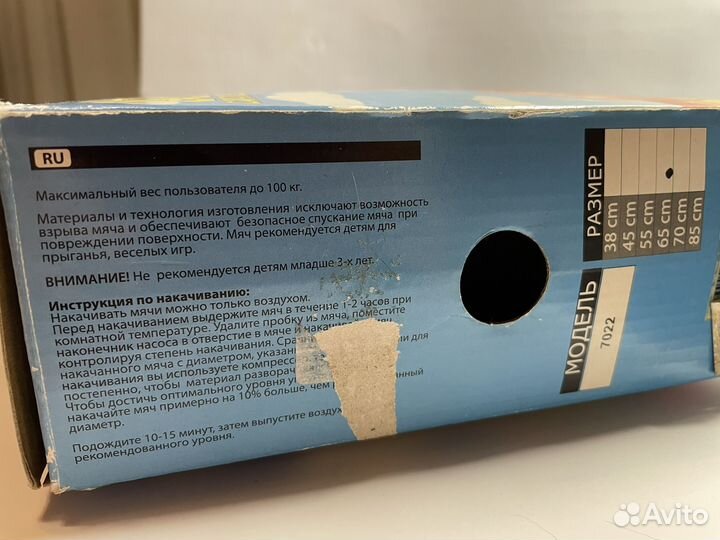 RU
Максимальный вес пользователя до 100 кг.
Материалы и технология изготовления исключают возможность
взрыва мяча и обеспечивают безопасное спускание мяча при
повреждении поверхности. Мяч рекомендуется детям для
прыганья, веселых игр.
ВНИМАНИЕ! Не рекомендуется детям младше 3-х лет.
Инструкция по накачиванию:
Накачивать мячи можно только воздухом.
Перед накачиванием выдержите мяч в течение 1-2 часов при
комнатной температуре. Удалите пробку из мяча, поместите
наконечник насоса в отверстие в мяче и накачивайте мяч
контролируя степень накачивания. для
накачанного мяча с диаметром,
накачивания вы используете
постепенно, чтобы материал
Чтобы достичь оптимального уровня
накачайте мяч примерно на 10% больше, чем
диаметр.
Подождите 10-15 минут, затем выпустите воздух
рекомендованного уровня.
РАЗМЕР
38 cm
45 cm
55 cm
65 cm
70 cm
85 cm
МОДЕЛЬ
7022
Avito